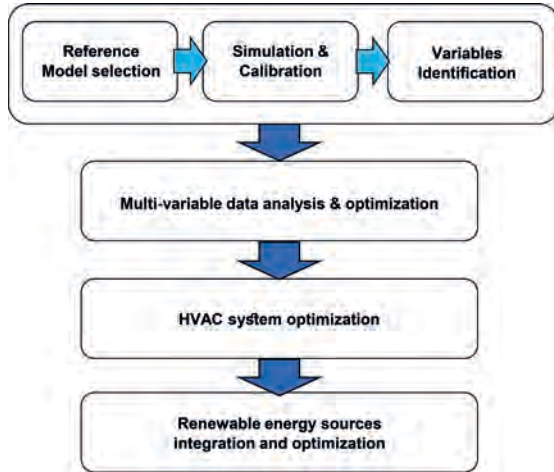 Reference
Model selection
Simulation &
Calibration
Variables
Identification
Multi-variable data analysis & optimization
HVAC system optimization
Renewable energy sources
integration and optimization